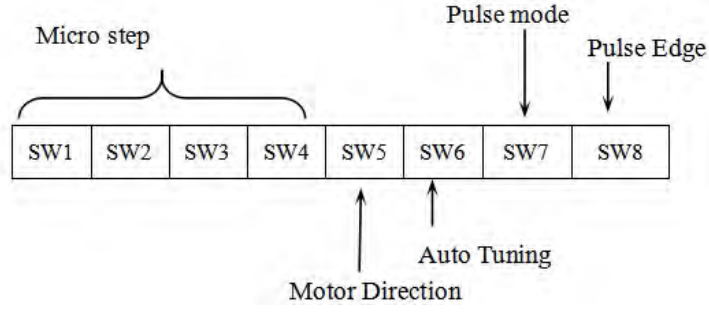 Pulse mode
Micro step
Pulse Edge
SW1 SW2 SW3 SW4 SW5 SW6 SW7 SW8
Auto Tuning
Motor Direction